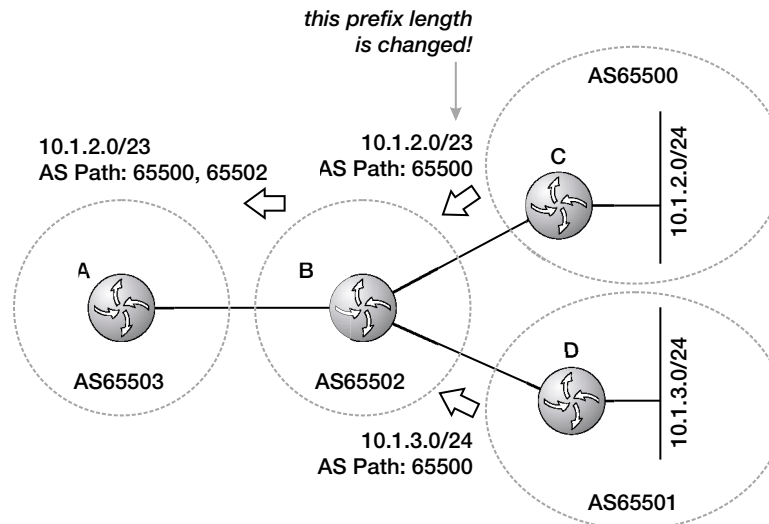 this prefix length
is changed!
AS65500
10.1.2.0/23
AS Path: 65500, 65502
10.1.2.0/23
AS Path: 65500
C
10.1.2.0/24
A
B
AS65503
AS65502
D
10.1.3.0/24
10.1.3.0/24
AS Path: 65500
AS65501